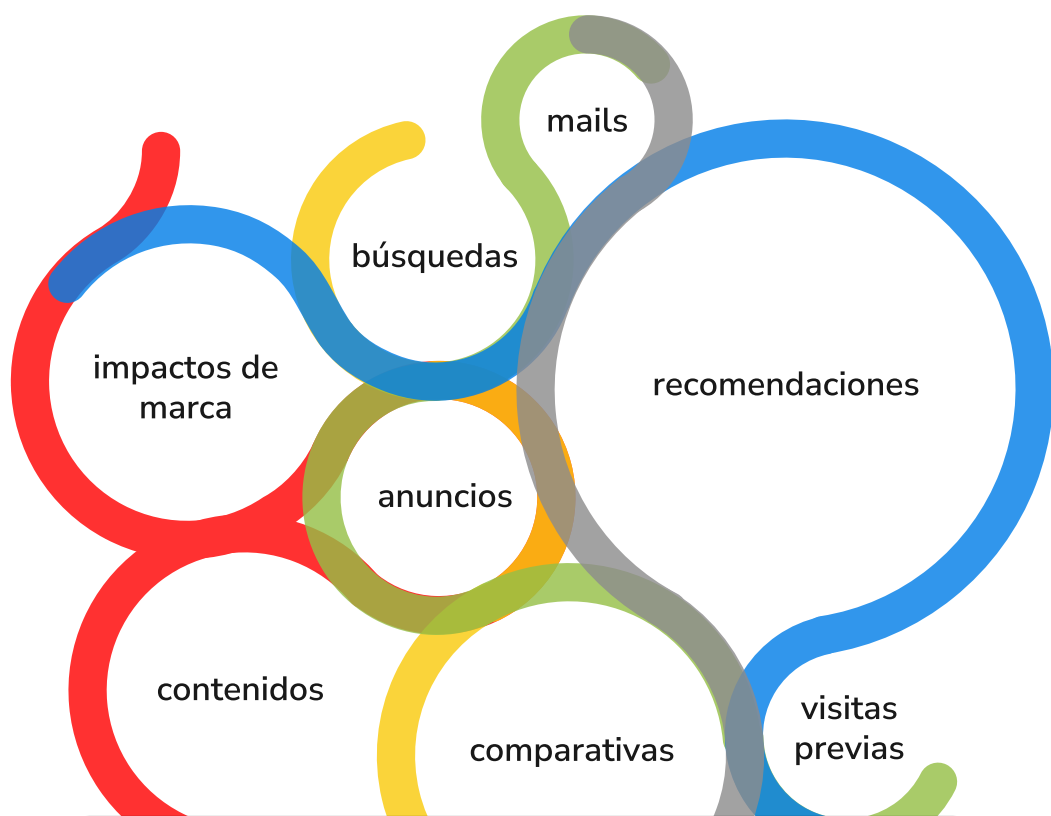 mails
búsquedas
impactos de
marca
recomendaciones
anuncios
contenidos
visitas
previas
comparativas